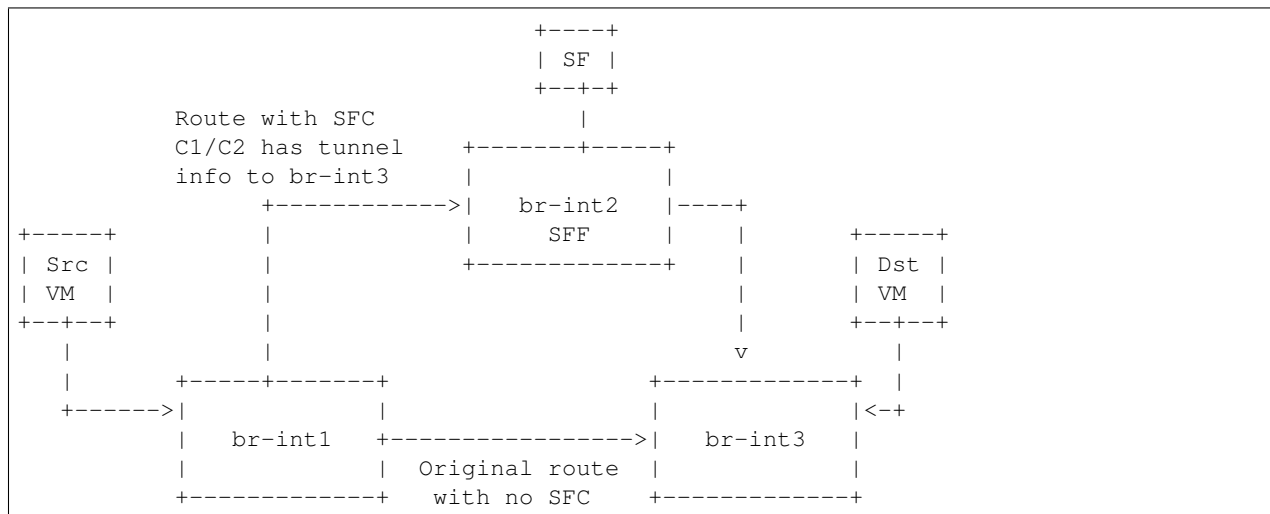 SF
Route with SFC
C1/C2 has tunnel
info to br-int3
br-int2
SFF
Src
VM
Dst
VM
br-int1
br-int3
Original route
with no SFC